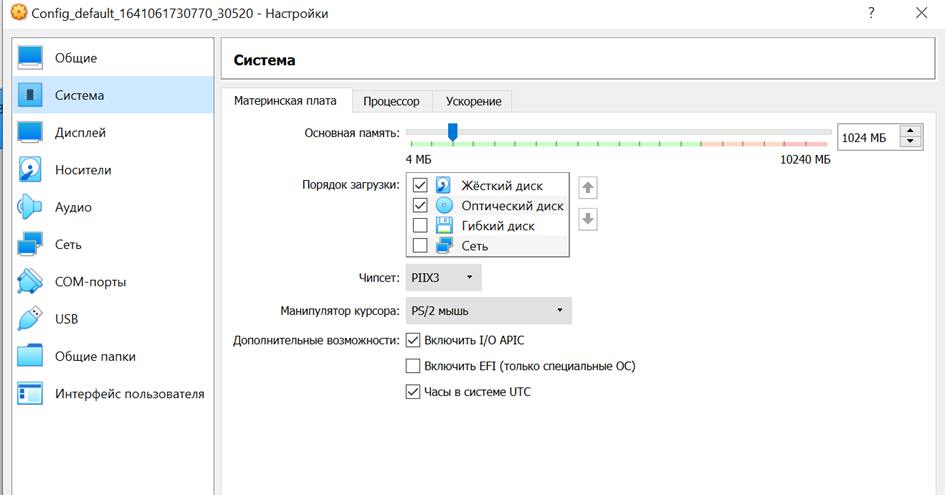 Config_default_1641061730770_30520 - Настройки
?
Общие
Система
Дисплей
Носители
Аудио
Сеть
COM-порты
USB
Общие папки
Интерфейс пользователя
Система
Материнская плата Процессор Ускорение
Основная память: 1024 МБ
4 МБ 10240 МБ
Порядок загрузки: Жёсткий диск
Оптический диск
Гибкий диск
Сеть
Чипсет: PIIX3
Манипулятор курсора: PS/2 мышь
Дополнительные возможности: Включить I/O APIC
Включить EFI (только специальные ОС)
Часы в системе UTC